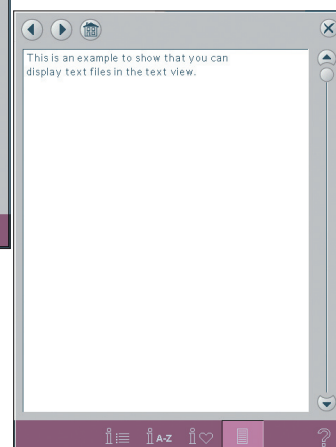 This is an example to show that you can
display text files in the text view.
A-Z
?